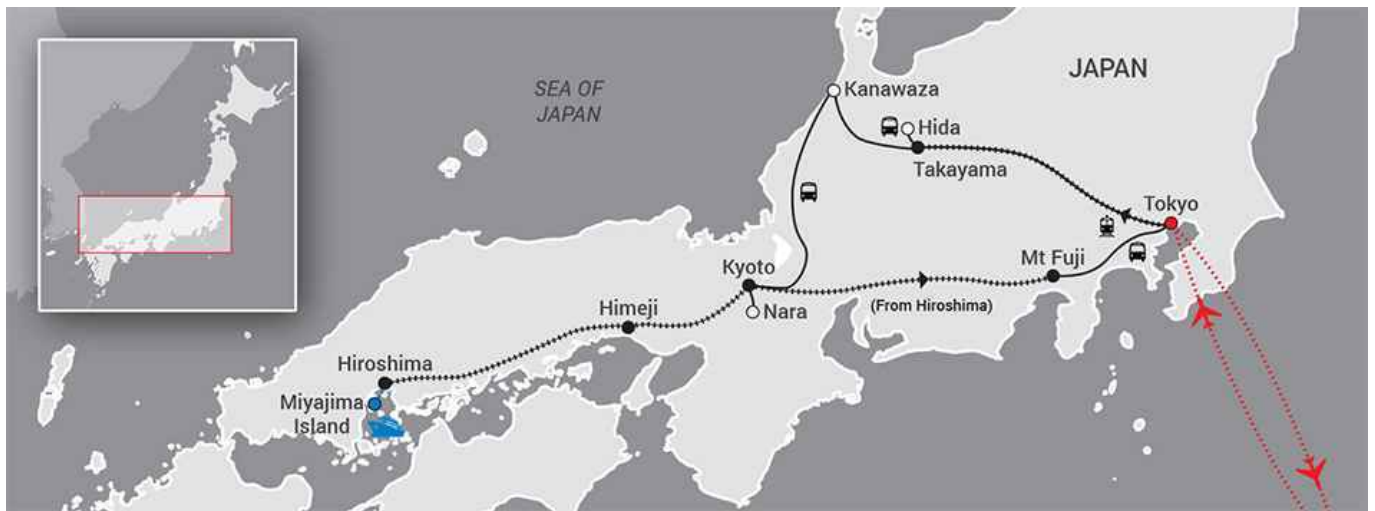 SEA OF
JAPAN
JAPAN
Kanawaza
Hida
Takayama
Tokyo
Mt Fuji
Kyoto
(From Hiroshima)
Nara
Himeji
Hiroshima
Miyajima
Island